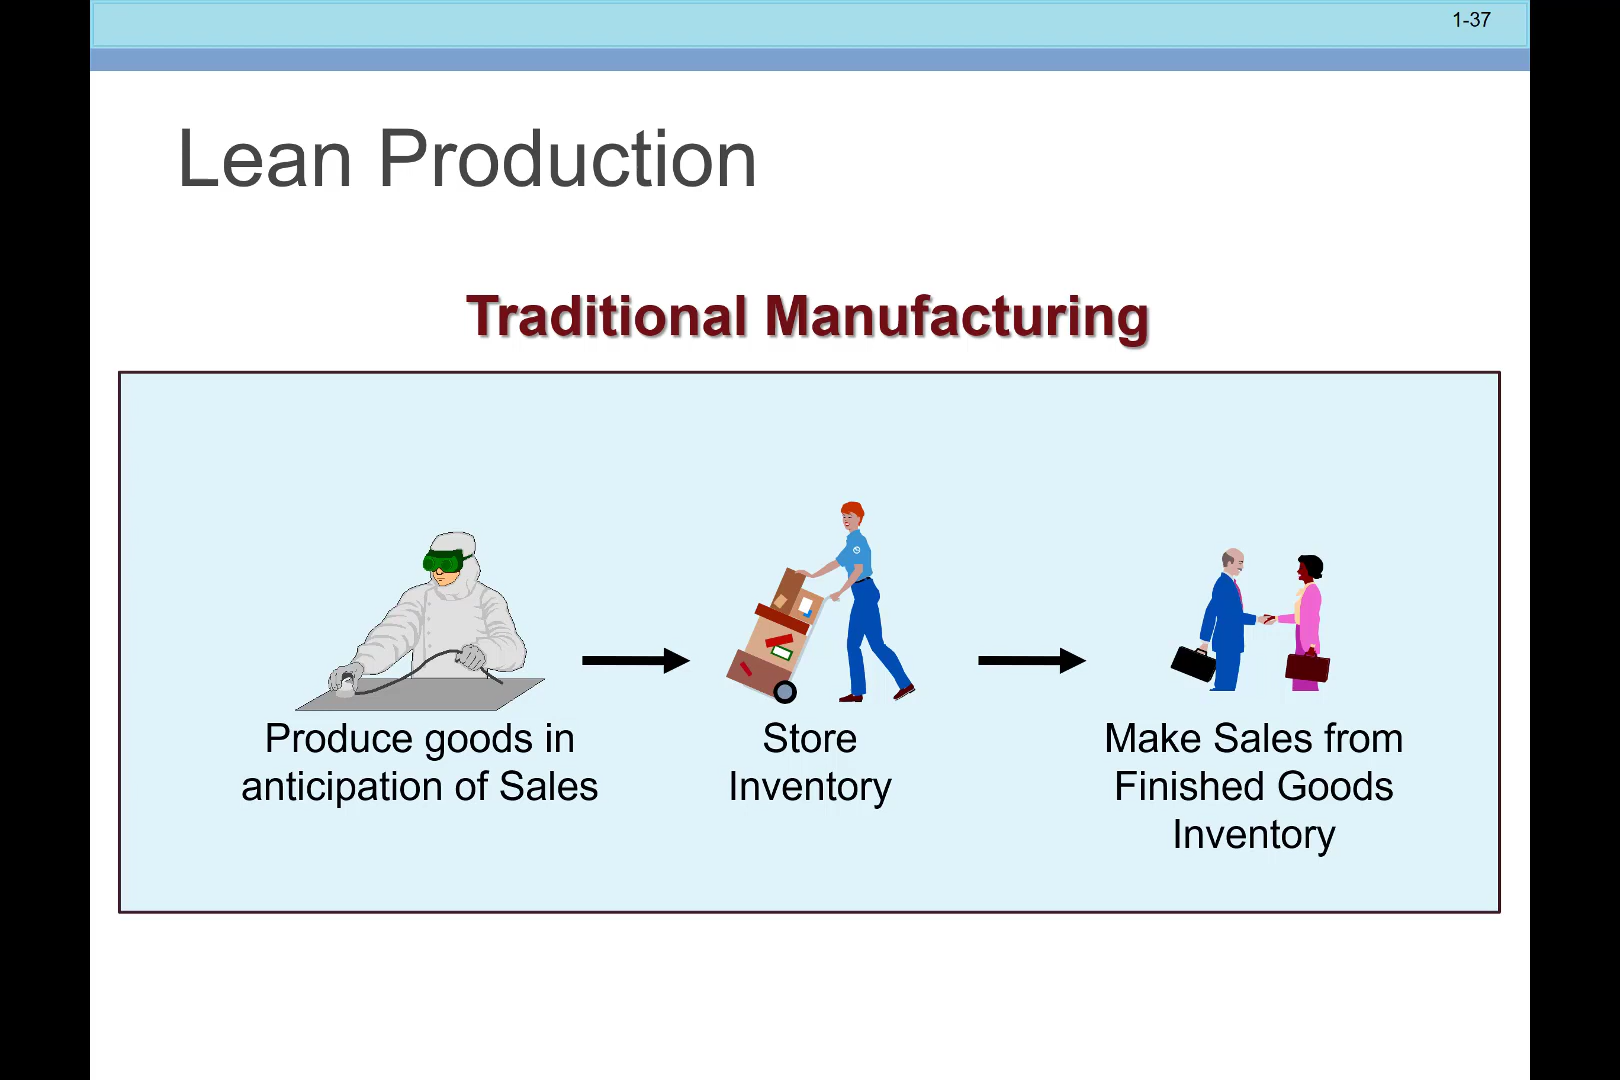 1-37
Lean Production
Traditional Manufacturing
Produce goods in
anticipation of Sales
Store
Inventory
Make Sales from
Finished Goods
Inventory